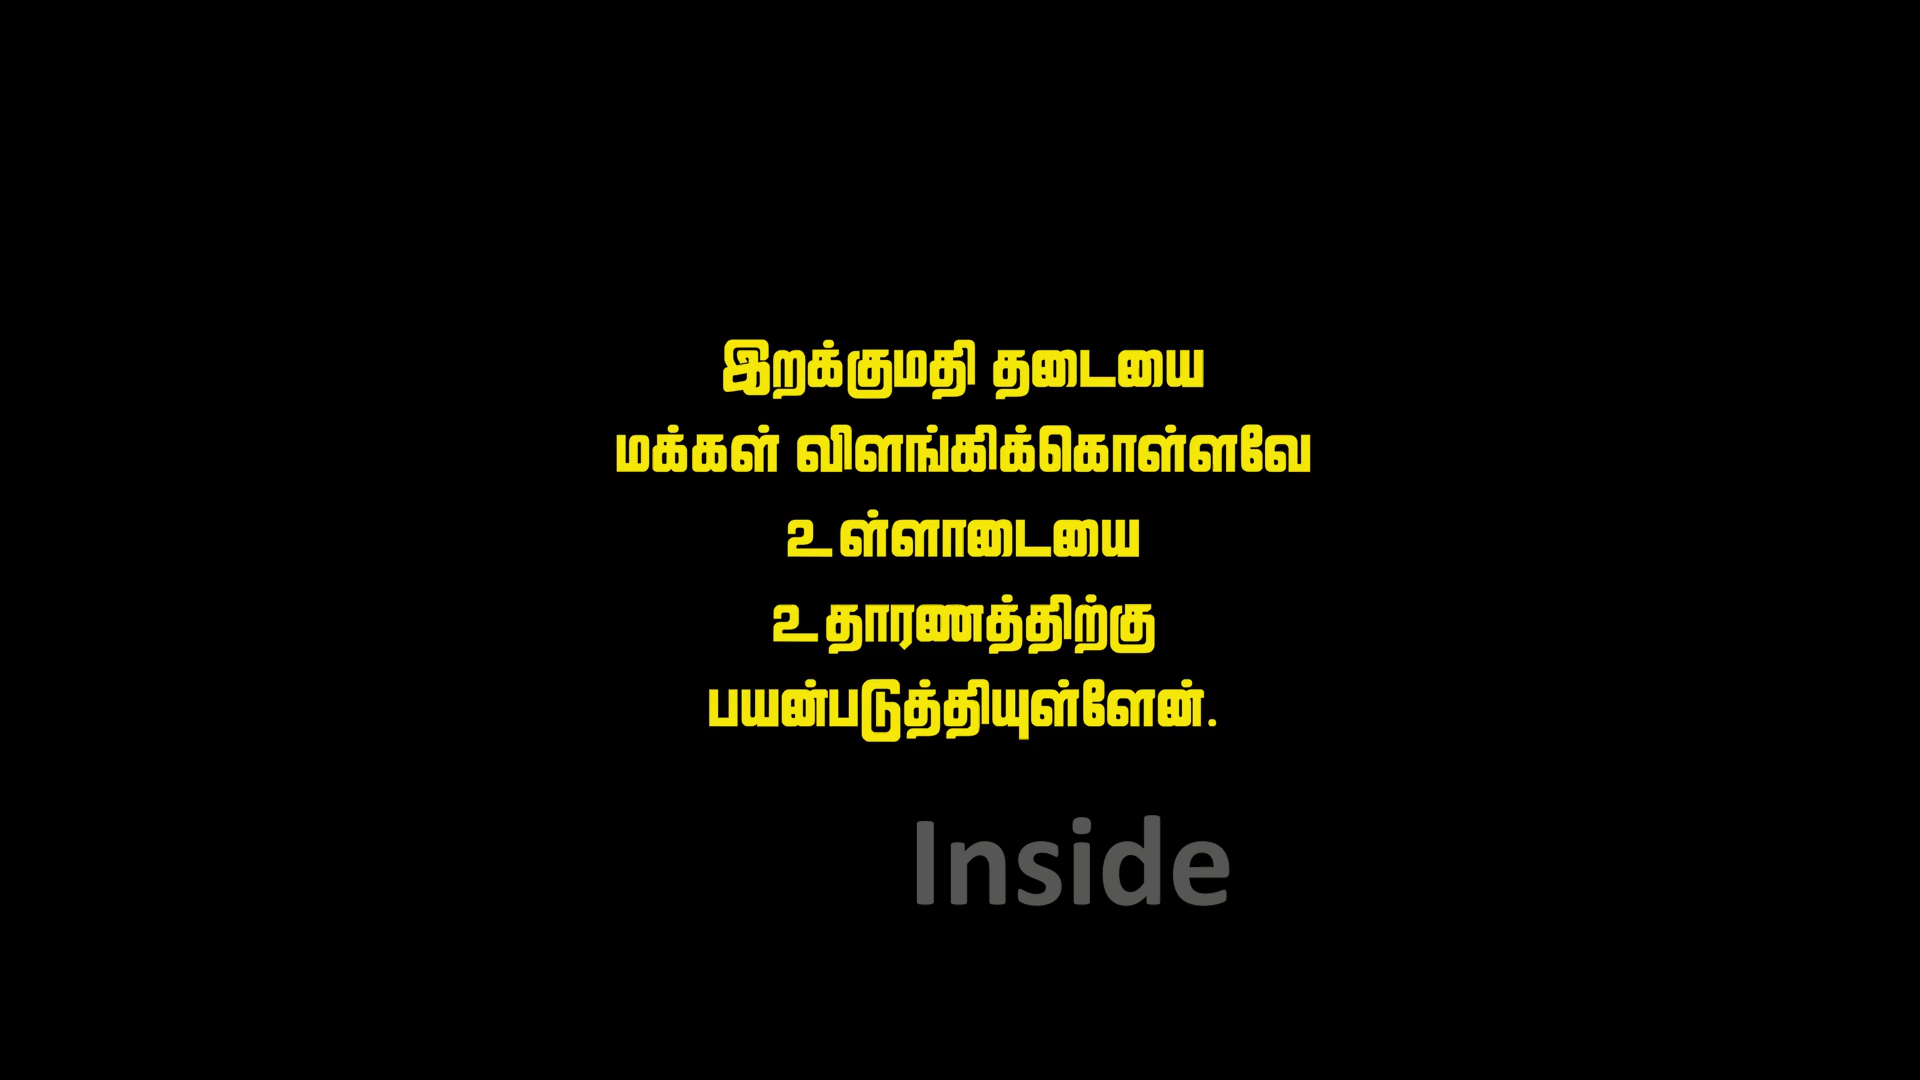 இறக்குமதி தடையை
மக்கள் விளங்கிக்கொள்ளவே
உள்ளாடையை
உதாரணத்திற்கு
பயன்படுத்தியுள்ளேன்.
Inside